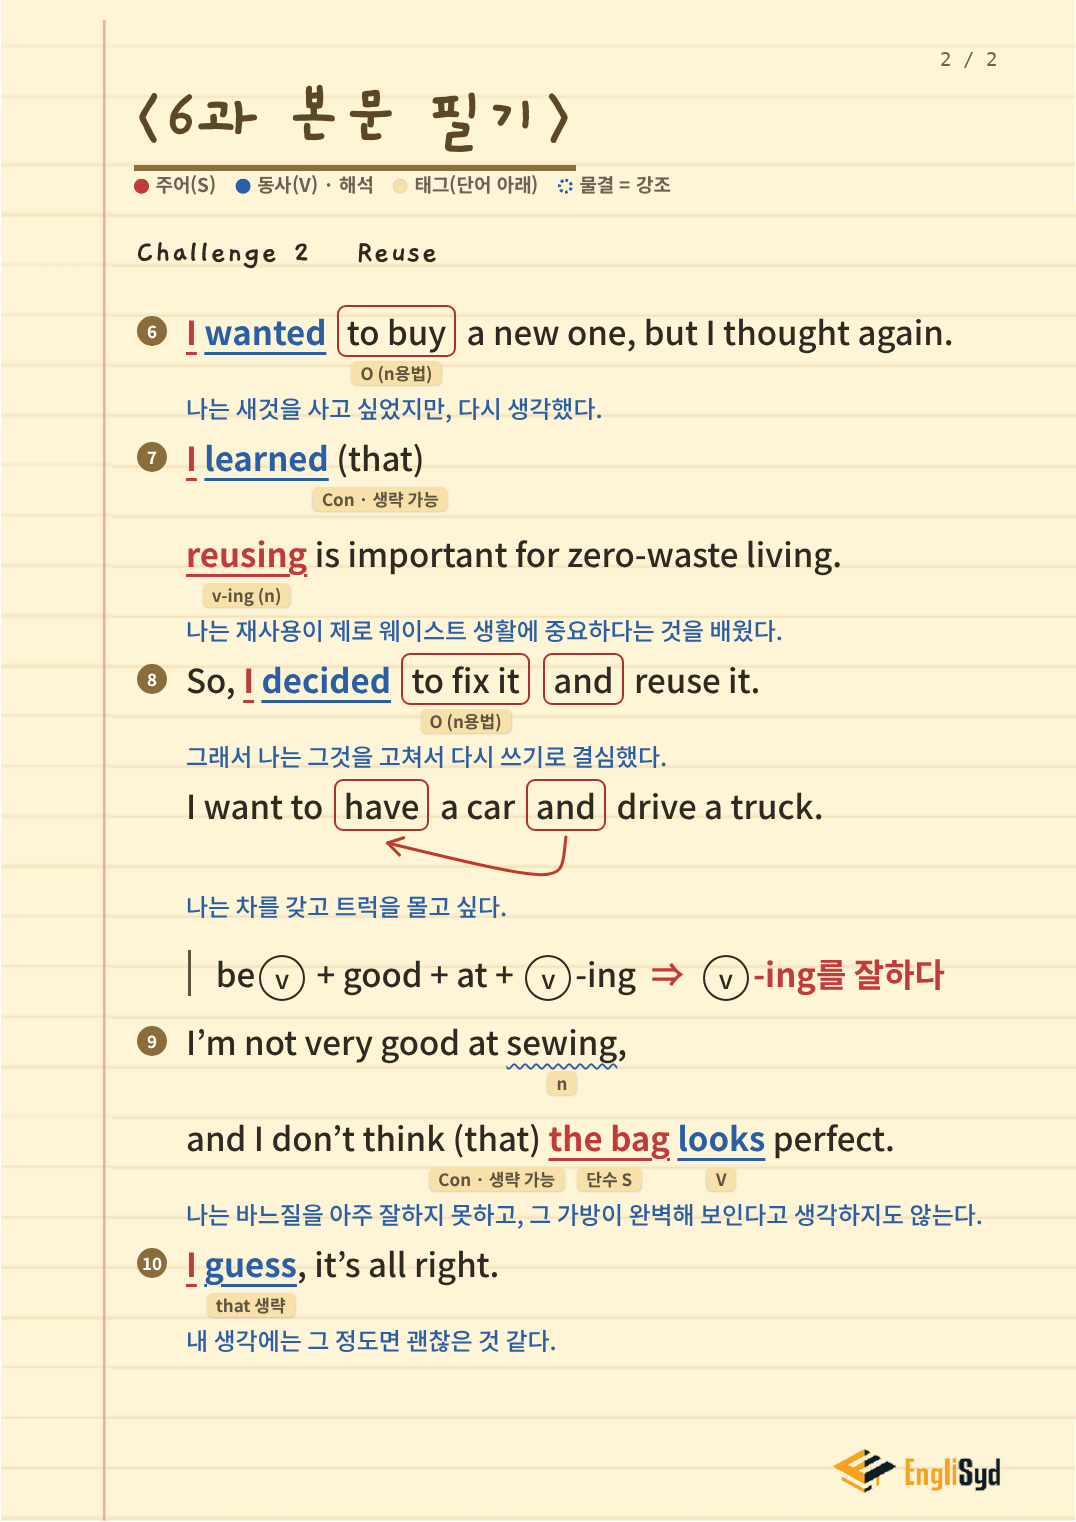 2 / 2
<6과 본문 필기>
주어(S) 동사(V) · 해석 태그(단어 아래) 물결 = 강조
Challenge 2 Reuse
6 I wanted to buy a new one, but I thought again.
O (n용법)
나는 새것을 사고 싶었지만, 다시 생각했다.
7 I learned (that)
Con · 생략 가능
reusing is important for zero-waste living.
v-ing (n)
나는 재사용이 제로 웨이스트 생활에 중요하다는 것을 배웠다.
8 So, I decided to fix it and reuse it.
O (n용법)
그래서 나는 그것을 고쳐서 다시 쓰기로 결심했다.
I want to have a car and drive a truck.
나는 차를 갖고 트럭을 몰고 싶다.
be v + good + at + v -ing ⇒ v -ing를 잘하다
9 I’m not very good at sewing,
n
and I don’t think (that) the bag looks perfect.
Con · 생략 가능 단수 S V
나는 바느질을 아주 잘하지 못하고, 그 가방이 완벽해 보인다고 생각하지도 않는다.
10 I guess, it’s all right.
that 생략
내 생각에는 그 정도면 괜찮은 것 같다.
EngliSyd